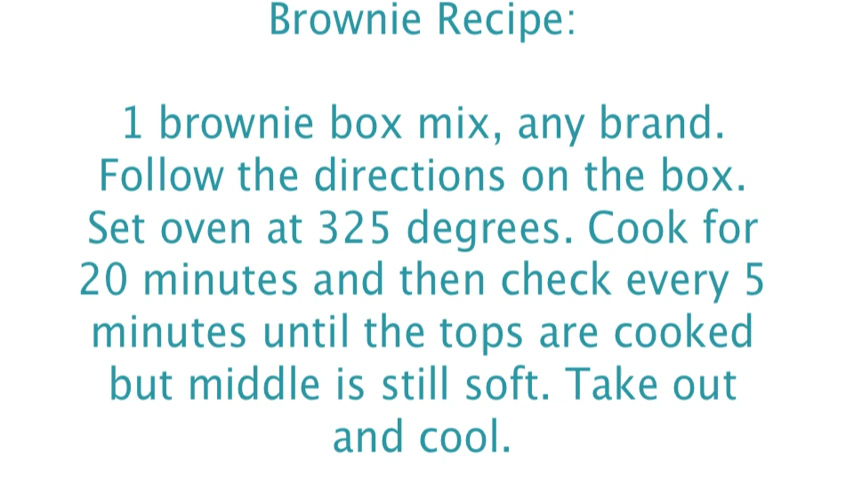 Brownie Recipe:
1 brownie box mix, any brand.
Follow the directions on the box.
Set oven at 325 degrees. Cook for
20 minutes and then check every 5
minutes until the tops are cooked
but middle is still soft. Take out
and cool.